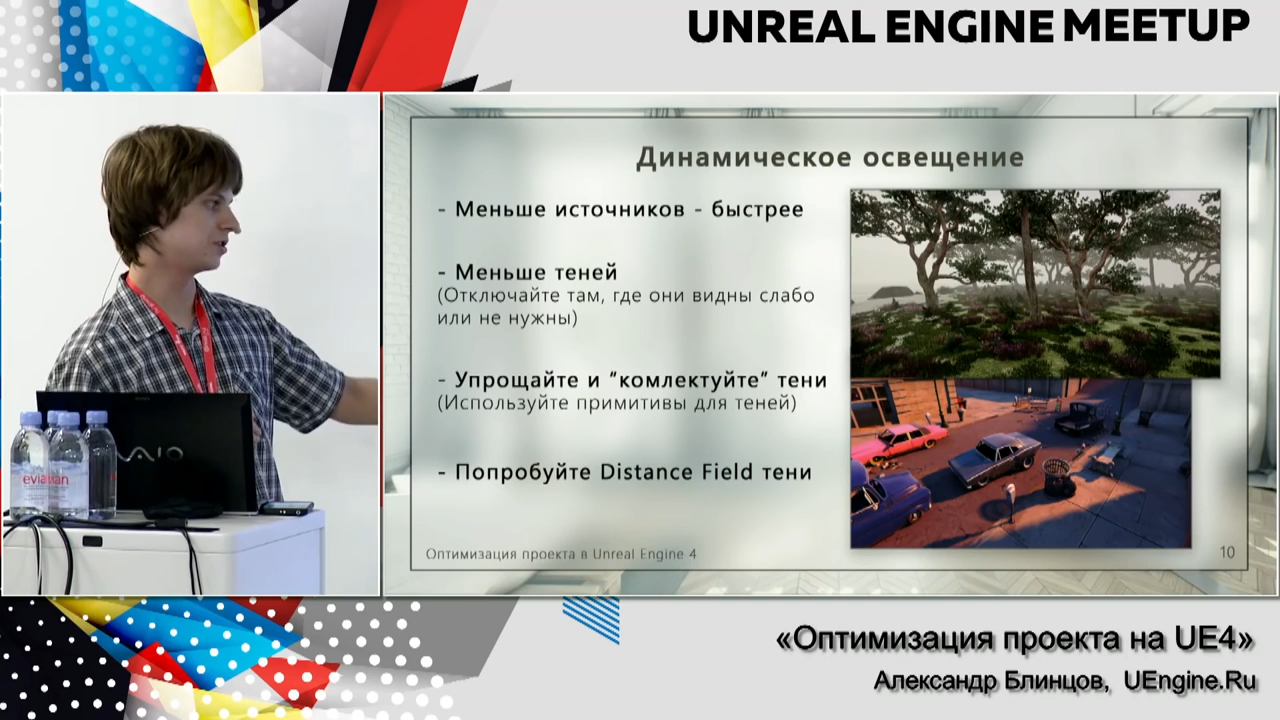 UNREAL ENGINE MEETUP
Динамическое освещение
- Меньше источников - быстрее
- Меньше теней
(Отключайте там, где они видны слабо
или не нужны)
- Упрощайте и “комлектуйте” тени
(Используйте примитивы для теней)
- Попробуйте Distance Field тени
Оптимизация проекта в Unreal Engine 4
10
VAIO
evian
«Оптимизация проекта на UE4»
Александр Блинцов, UEngine.Ru